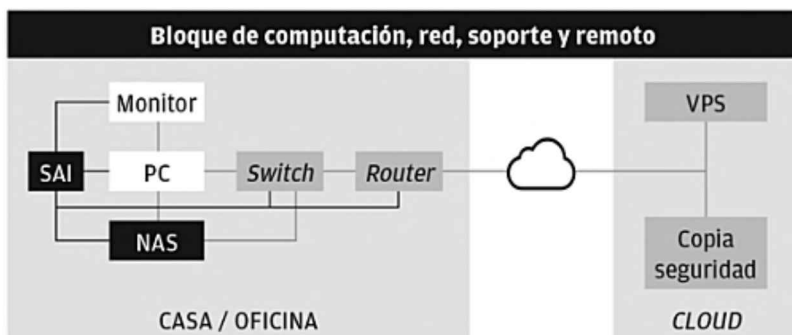 Bloque de computación, red, soporte y remoto
Monitor
VPS
SAI
PC
Switch
Router
NAS
Copia
seguridad
CASA / OFICINA
CLOUD